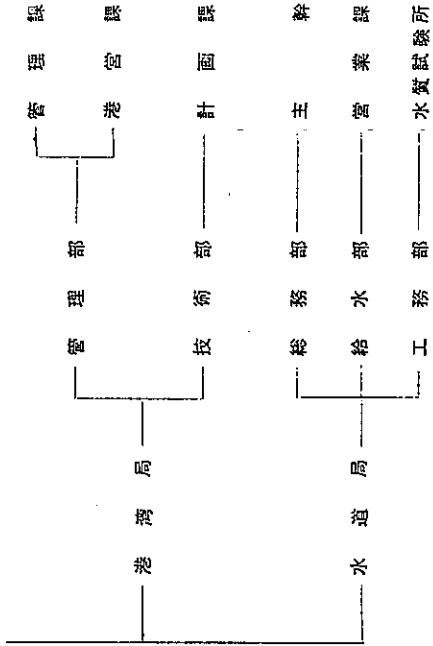 港湾局
管理部
管理課
港営課
技術部
計画課
水道局
総務部
主幹
給水部
営業課
工務部
水質試験所